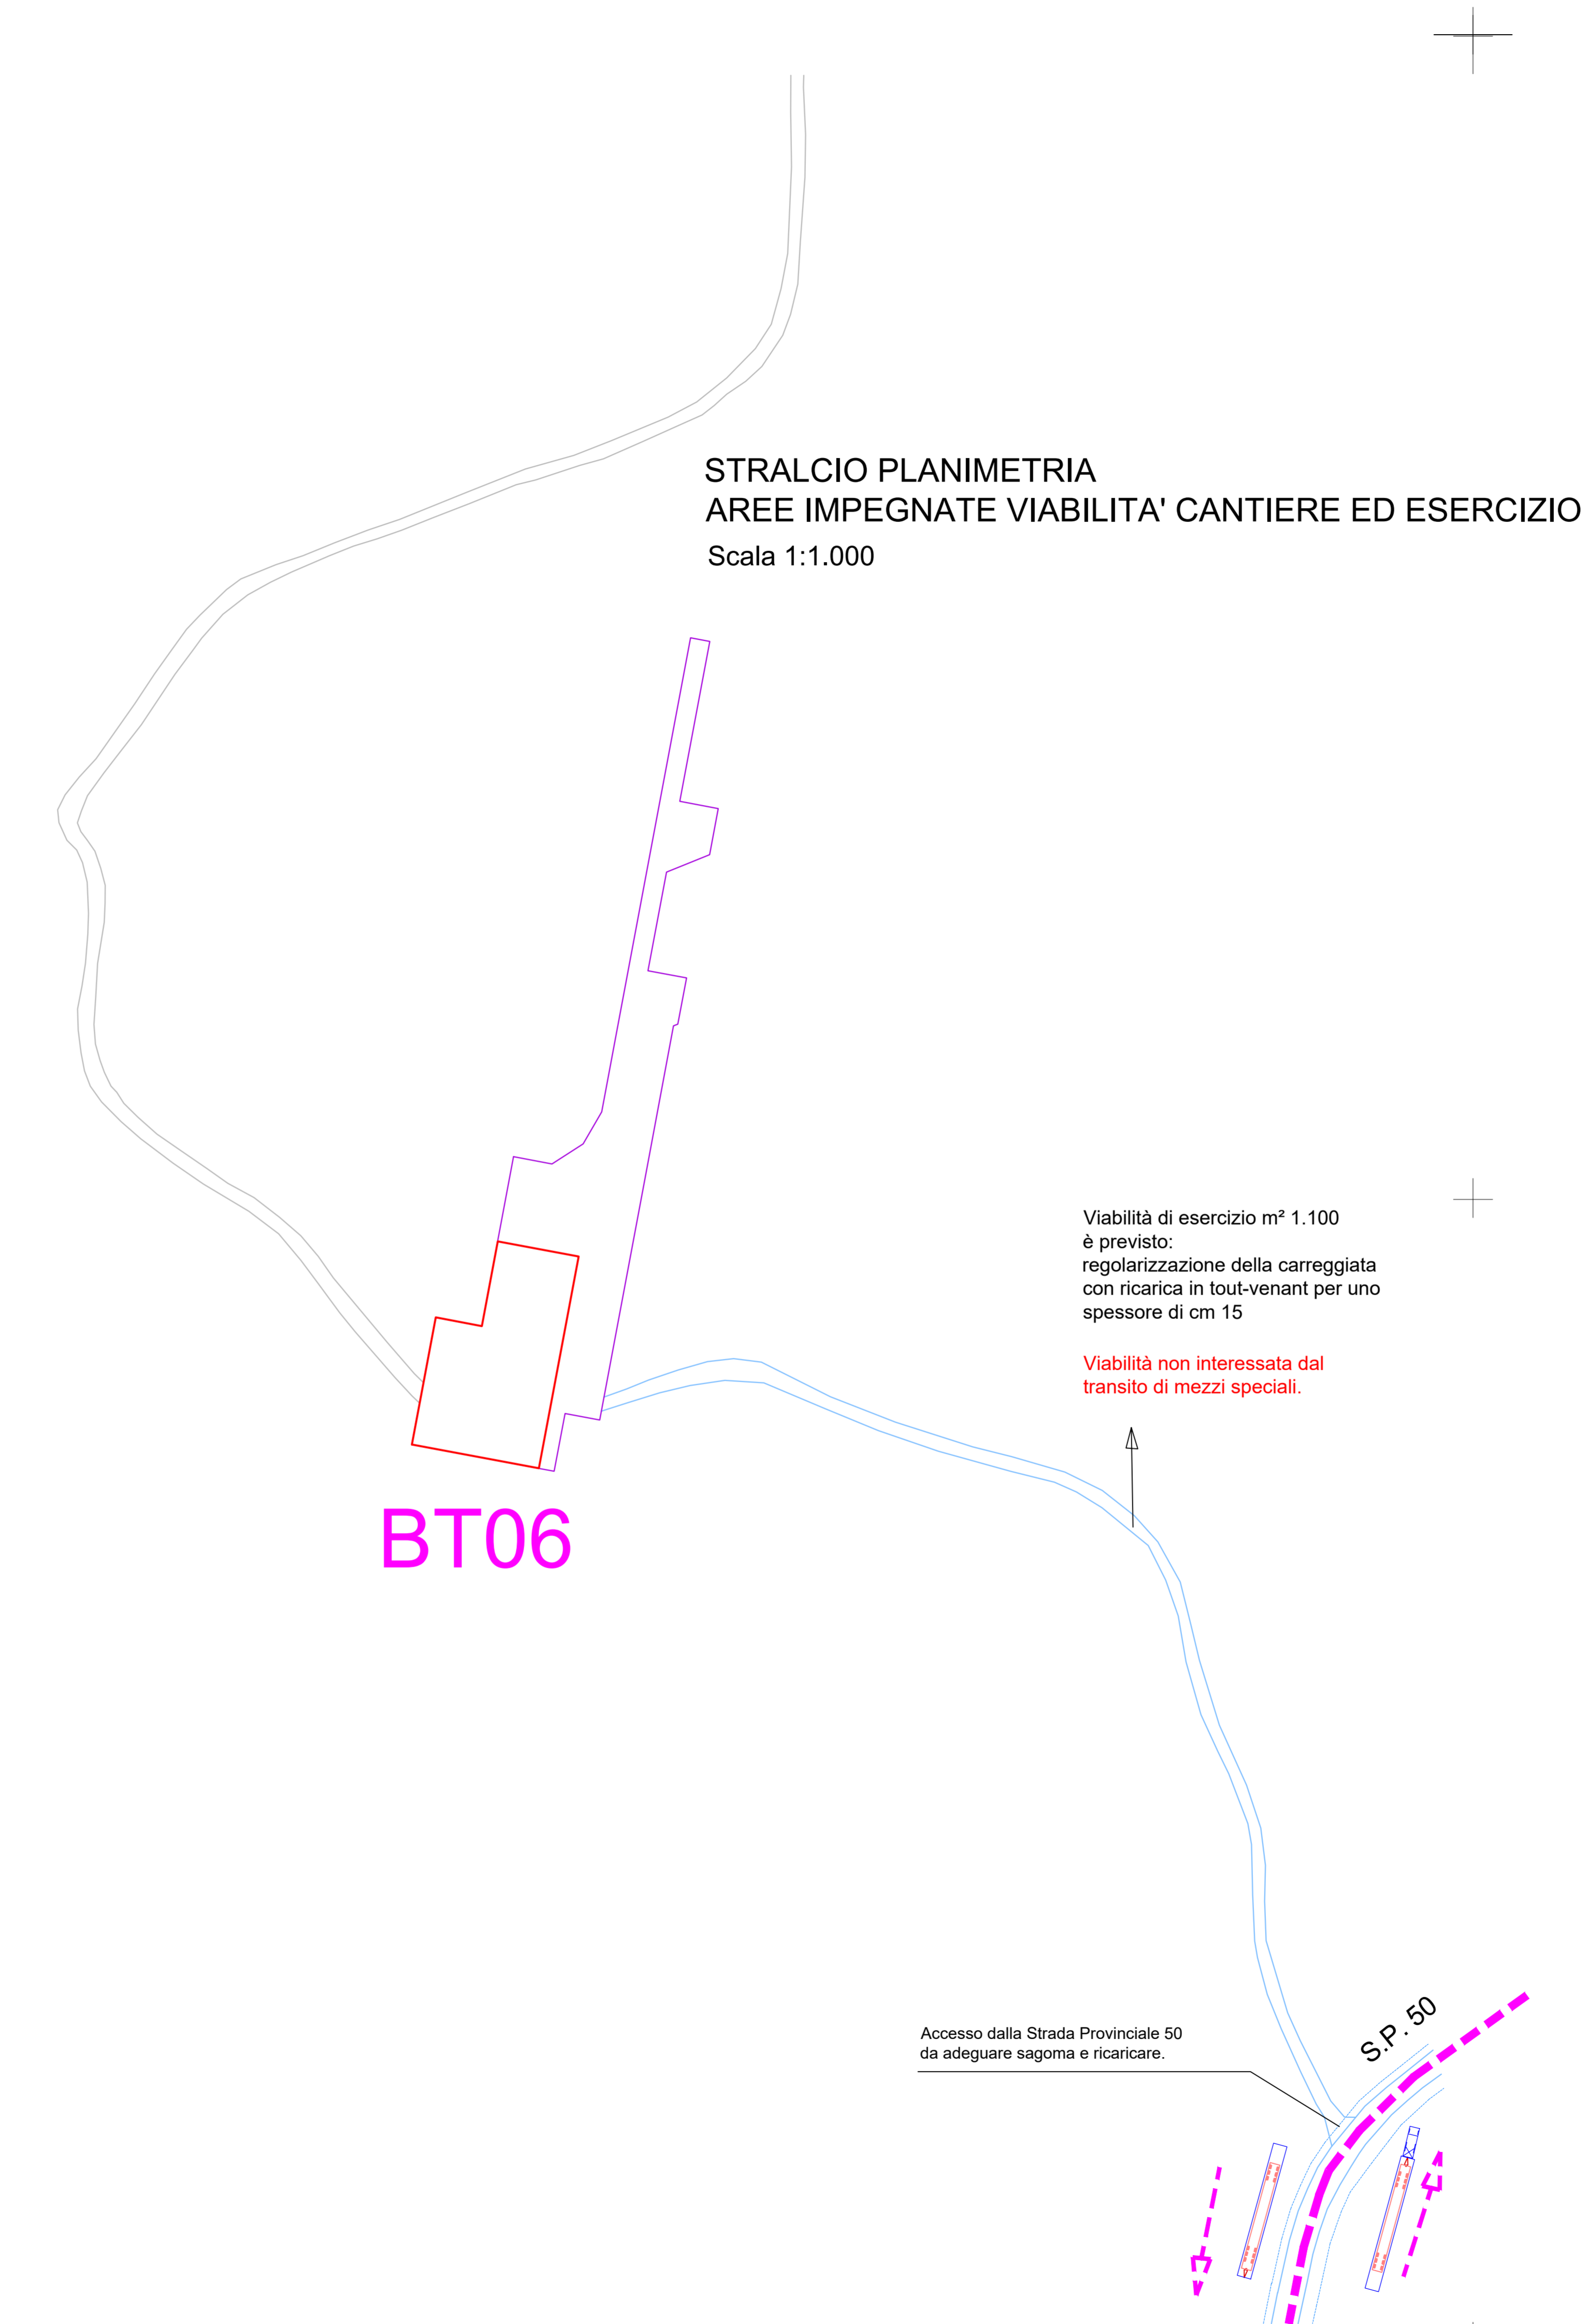 STRALCIO PLANIMETRIA
AREE IMPEGNATE VIABILITA' CANTIERE ED ESERCIZIO
Scala 1:1.000
Viabilità di esercizio m² 1.100
è previsto:
regolarizzazione della carreggiata
con ricarica in tout-venant per uno
spessore di cm 15
Viabilità non interessata dal
transito di mezzi speciali.
BT06
S.P. 50
Accesso dalla Strada Provinciale 50
da adeguare sagoma e ricaricare.